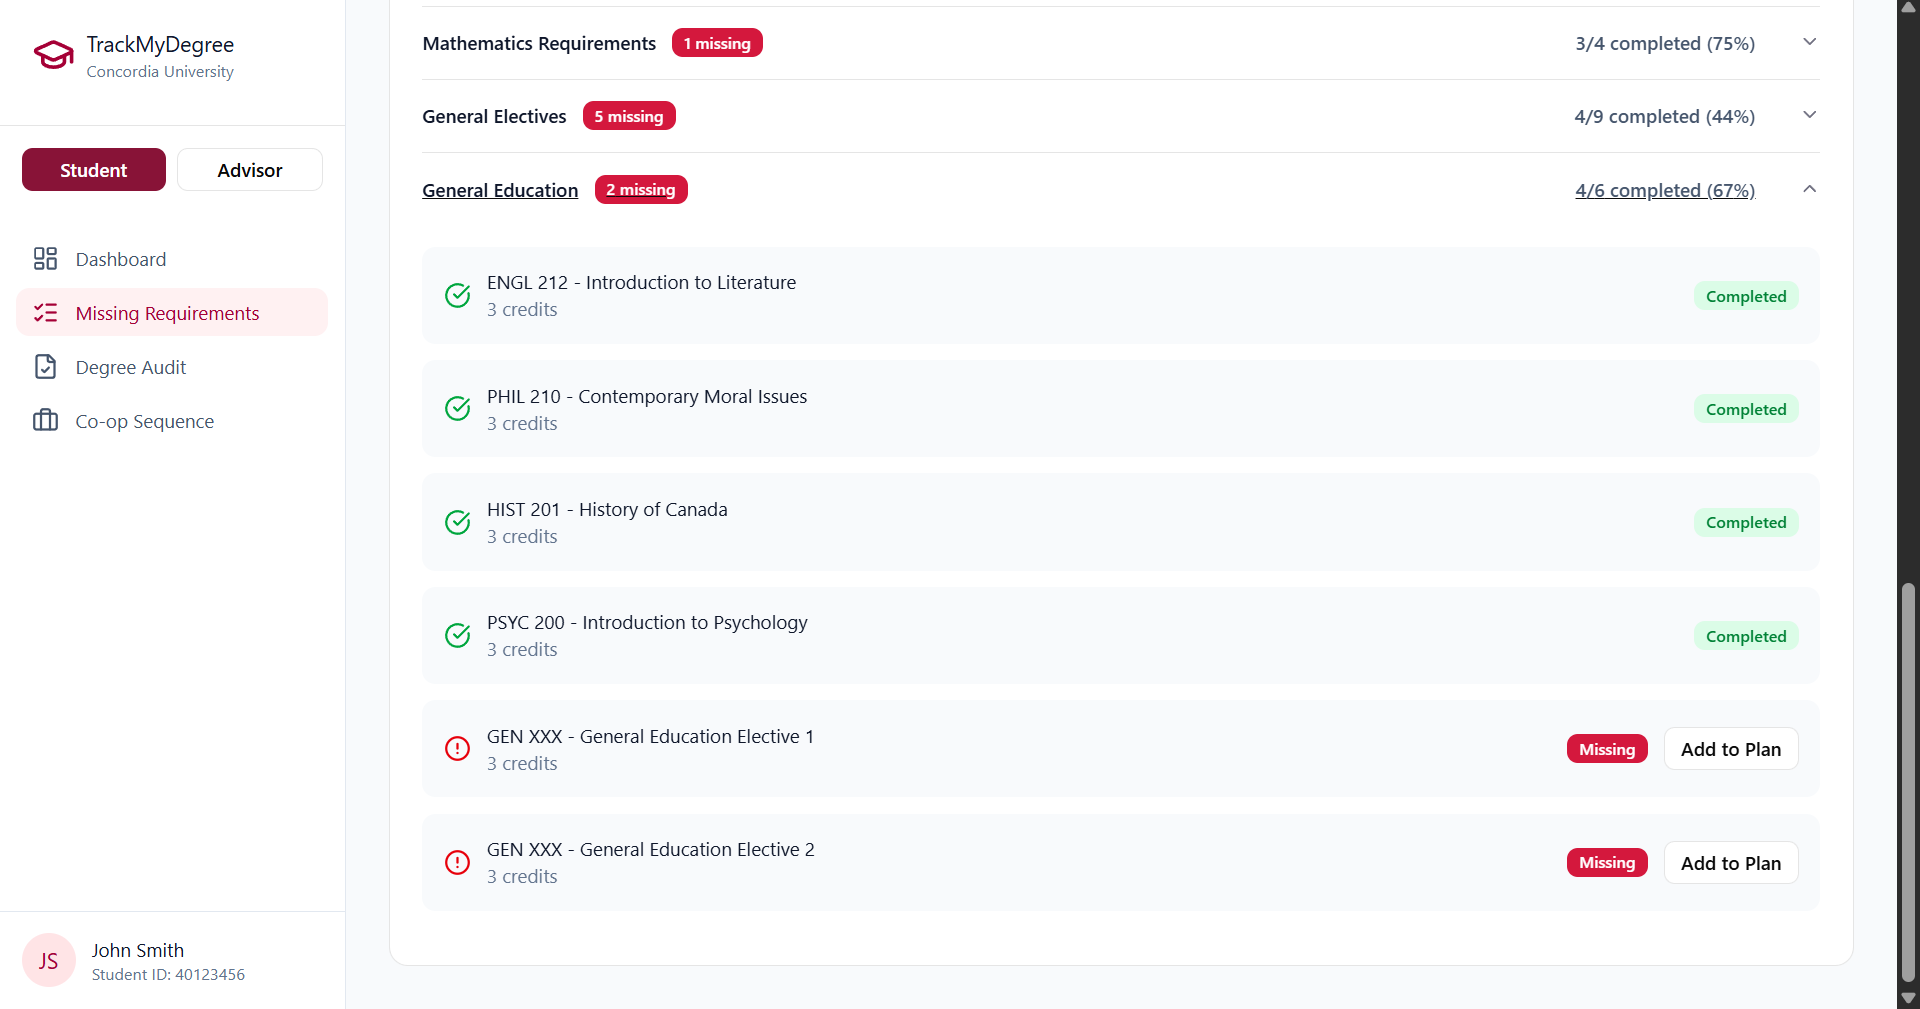 TrackMyDegree
Concordia University
Student
Advisor
Dashboard
Missing Requirements
Degree Audit
Co-op Sequence
JS
John Smith
Student ID: 40123456
Mathematics Requirements
1 missing
3/4 completed (75%)
General Electives
5 missing
4/9 completed (44%)
General Education
2 missing
4/6 completed (67%)
ENGL 212 - Introduction to Literature
3 credits
Completed
PHIL 210 - Contemporary Moral Issues
3 credits
Completed
HIST 201 - History of Canada
3 credits
Completed
PSYC 200 - Introduction to Psychology
3 credits
Completed
GEN XXX - General Education Elective 1
3 credits
Missing
Add to Plan
GEN XXX - General Education Elective 2
3 credits
Missing
Add to Plan